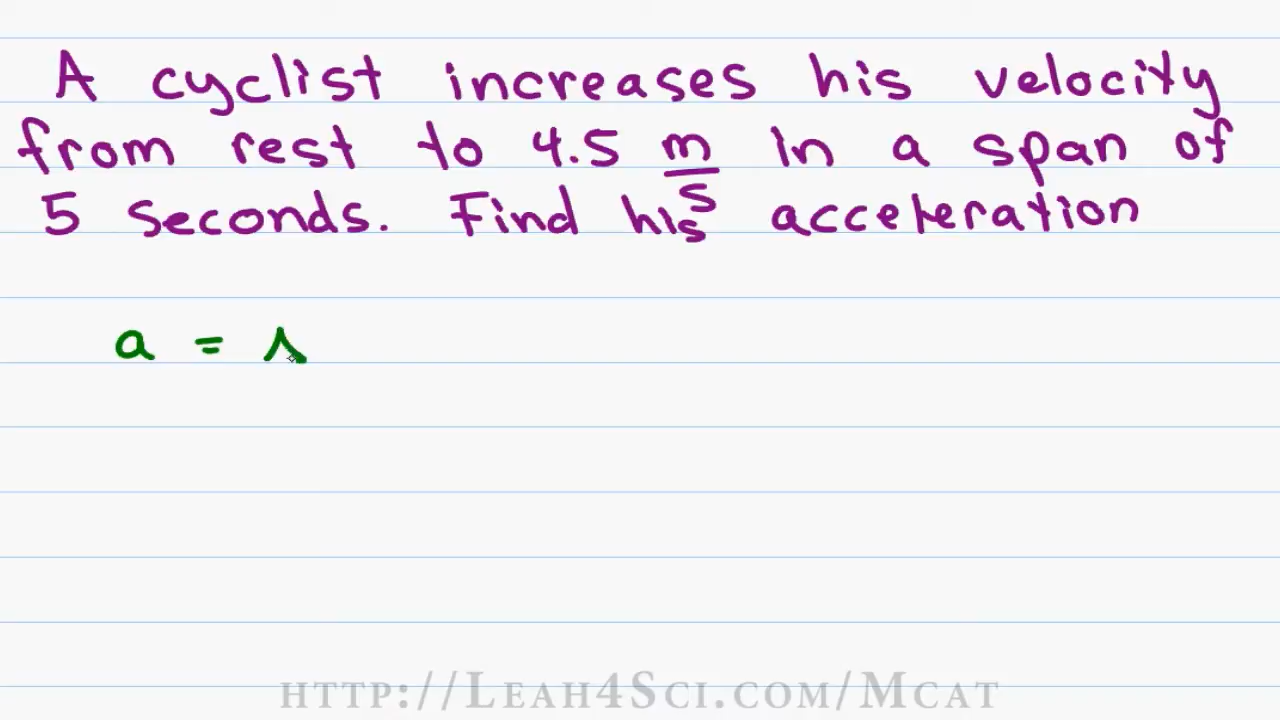 A cyclist increases his velocity
from rest to 4.5 m/s in a span of
5 seconds. Find his acceleration
a =
HTTP://LEAH4SCI.COM/MCAT